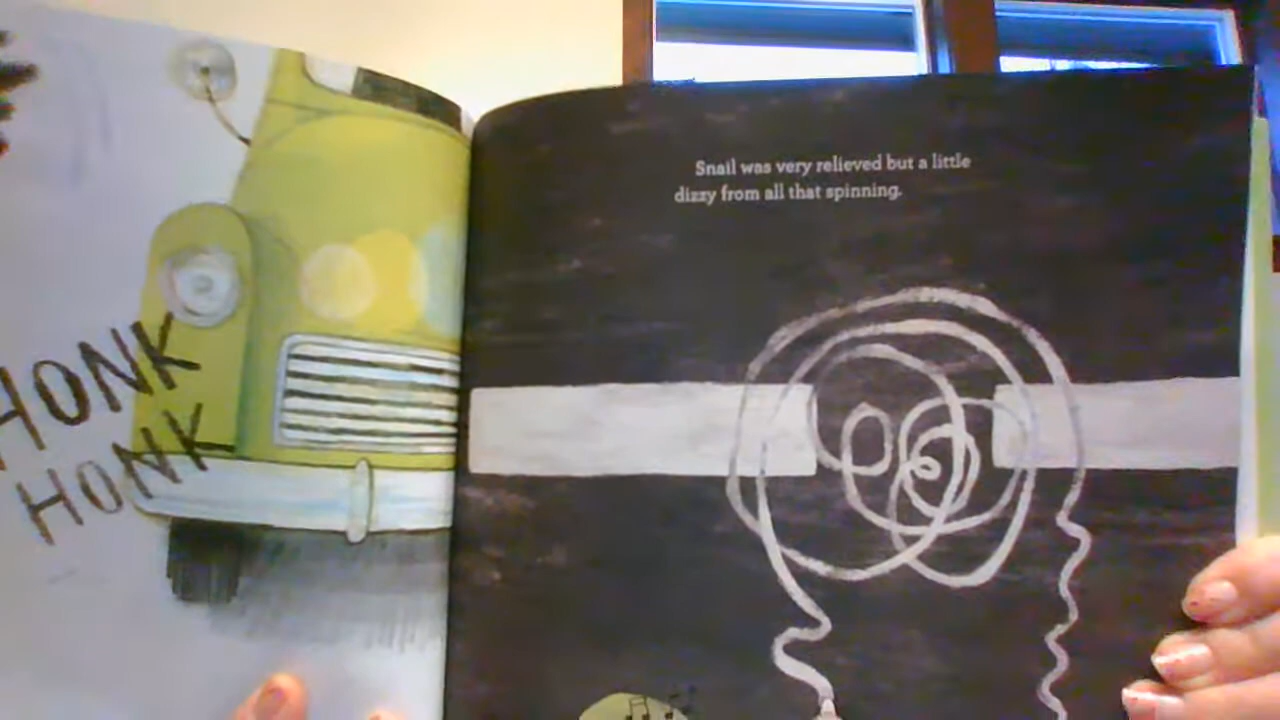 HONK
HONK
Snail was very relieved but a little
dizzy from all that spinning.